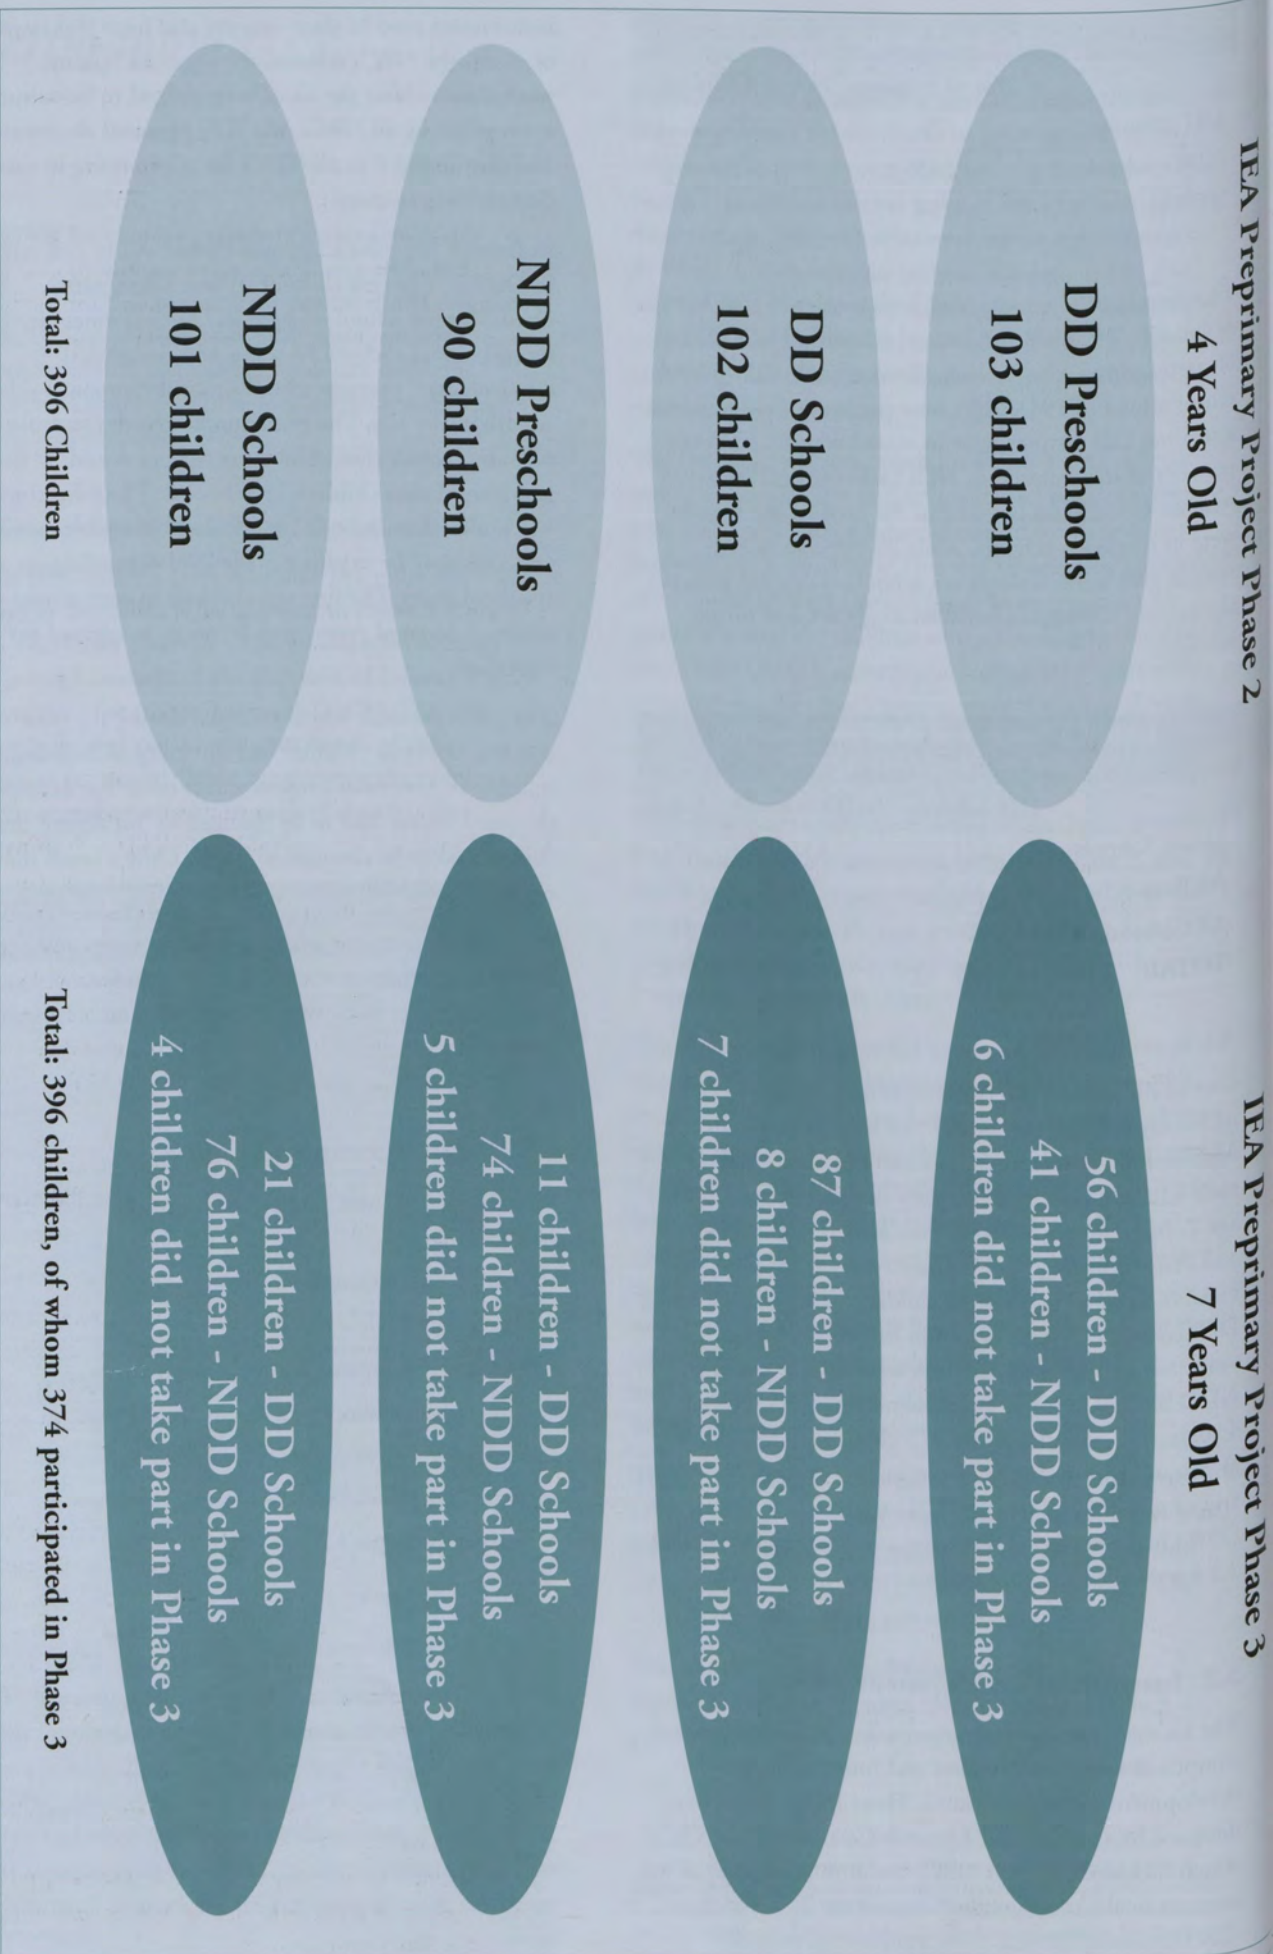 IEA Preprimary Project Phase 2
4 Years Old
IEA Preprimary Project Phase 3
7 Years Old
DD Preschools
103 children
56 children - DD Schools
41 children - NDD Schools
6 children did not take part in Phase 3
DD Schools
102 children
87 children - DD Schools
8 children - NDD Schools
7 children did not take part in Phase 3
NDD Preschools
90 children
11 children - DD Schools
74 children - NDD Schools
5 children did not take part in Phase 3
NDD Schools
101 children
21 children - DD Schools
76 children - NDD Schools
4 children did not take part in Phase 3
Total: 396 Children
Total: 396 children, of whom 374 participated in Phase 3